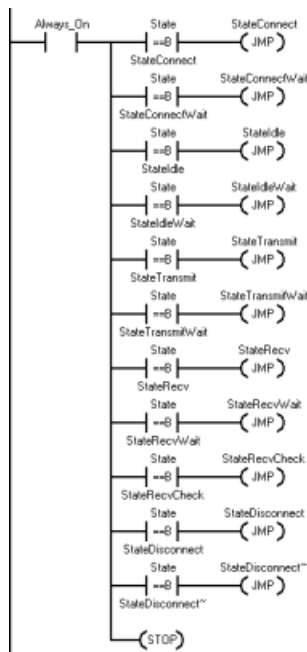 Always_On State StateConnect
==B (JMP)
StateConnect
State StateConnectWait
==B (JMP)
StateConnectWait
State StateIdle
==B (JMP)
StateIdle
State StateIdleWait
==B (JMP)
StateIdleWait
State StateTransmit
==B (JMP)
StateTransmit
State StateTransmitWait
==B (JMP)
StateTransmitWait
State StateRecv
==B (JMP)
StateRecv
State StateRecvWait
==B (JMP)
StateRecvWait
State StateRecvCheck
==B (JMP)
StateRecvCheck
State StateDisconnect
==B (JMP)
StateDisconnect
State StateDisconnect~
==B (JMP)
StateDisconnect~
(STOP)